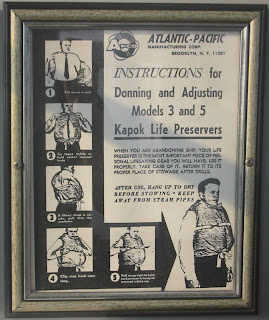 ATLANTIC-PACIFIC
MANUFACTURING CORP.
BROOKLYN, N. Y. 11201
INSTRUCTIONS for
Donning and Adjusting
Models 3 and 5
Kapok Life Preservers
WHEN YOU ARE ABANDONING SHIP, YOUR LIFE
PRESERVER IS THE MOST IMPORTANT PIECE OF PER-
SONAL LIFESAVING GEAR YOU WILL HAVE. USE IT
PROPERLY. TAKE CARE OF IT. RETURN IT TO ITS
PROPER PLACE OF STOWAGE AFTER DRILLS.
AFTER USE, HANG UP TO DRY
BEFORE STOWING • KEEP
AWAY FROM STEAM PIPES
1
2
3
4
5